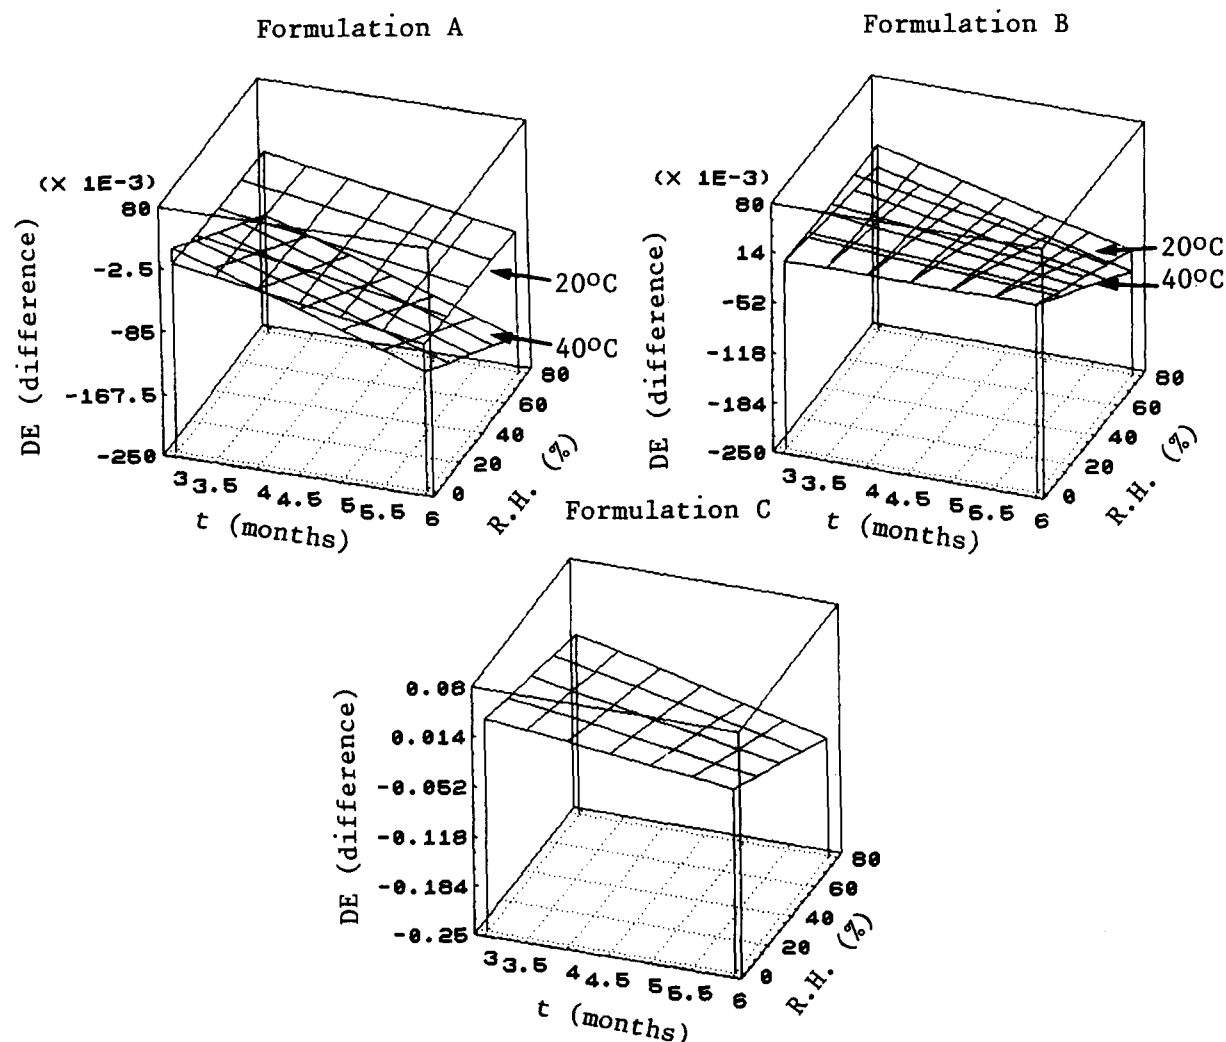 Formulation A
(X 1E-3)
80
-2.5
-85
-167.5
-250
DE (difference)
3 3.5 4 4.5 5 5.5 6
t (months)
0 20 40 60 80
R.H. (%)
20ºC
40ºC
Formulation B
(X 1E-3)
80
14
-52
-118
-184
-250
DE (difference)
3 3.5 4 4.5 5 5.5 6
t (months)
0 20 40 60 80
R.H. (%)
20ºC
40ºC
Formulation C
0.08
0.014
-0.052
-0.118
-0.184
-0.25
DE (difference)
3 3.5 4 4.5 5 5.5 6
t (months)
0 20 40 60 80
R.H. (%)